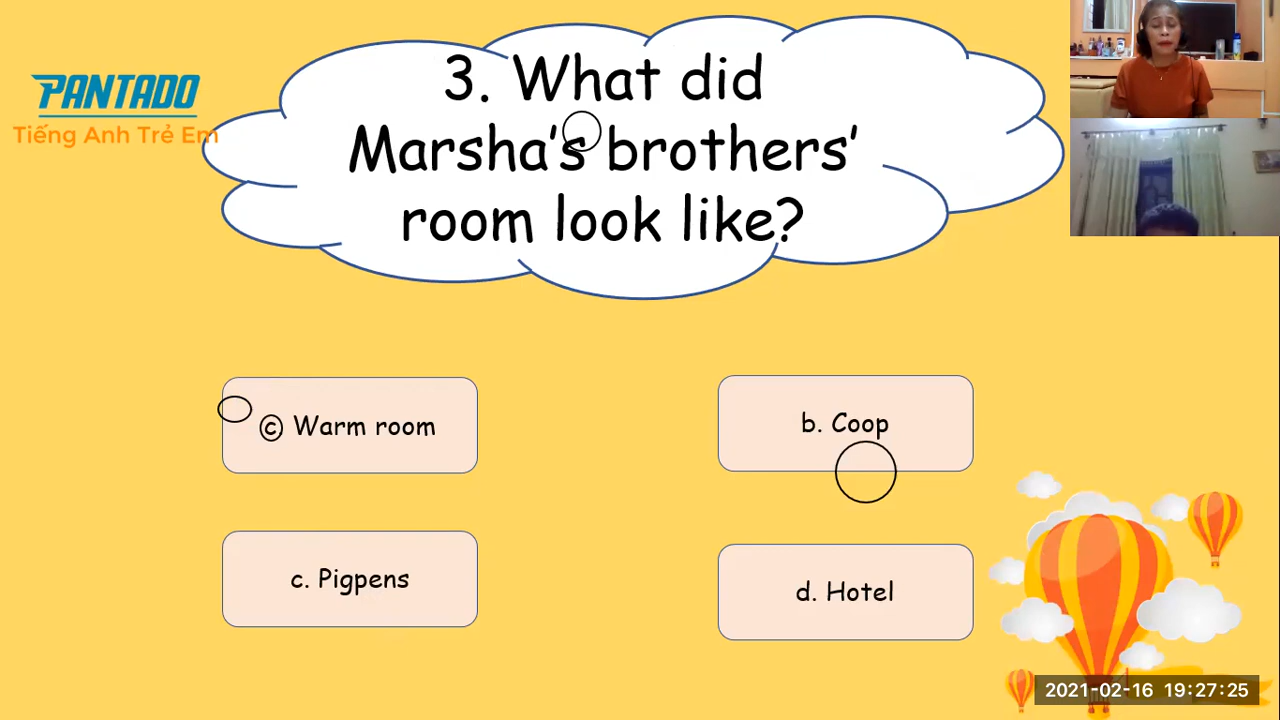 PANTADO
Tiếng Anh Trẻ Em
3. What did
Marsha's brothers'
room look like?
© Warm room
b. Coop
c. Pigpens
d. Hotel
2021-02-16 19:27:25